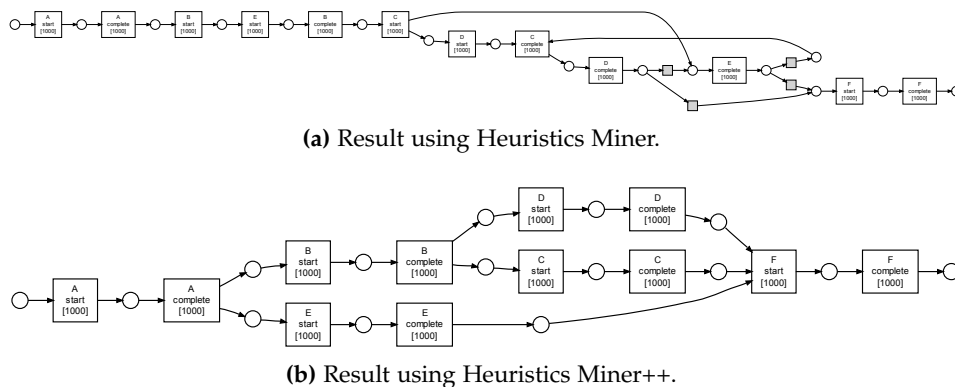 A
start
[1000]
A
complete
[1000]
B
start
[1000]
E
start
[1000]
B
complete
[1000]
C
start
[1000]
D
start
[1000]
C
complete
[1000]
D
complete
[1000]
E
complete
[1000]
F
start
[1000]
F
complete
[1000]
(a) Result using Heuristics Miner.
D
start
[1000]
D
complete
[1000]
B
start
[1000]
B
complete
[1000]
C
start
[1000]
C
complete
[1000]
A
start
[1000]
A
complete
[1000]
F
start
[1000]
F
complete
[1000]
E
start
[1000]
E
complete
[1000]
(b) Result using Heuristics Miner++.